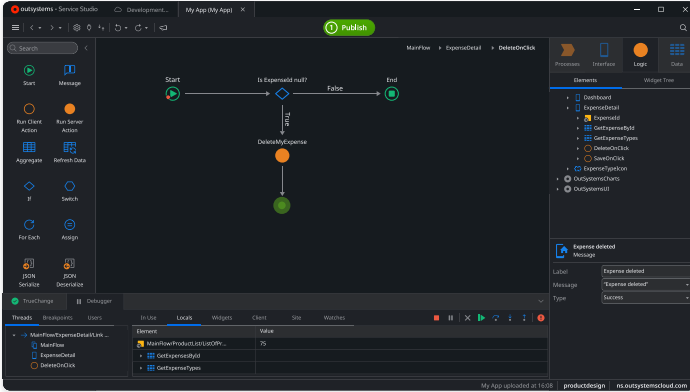 outsystems - Service Studio
Development...
My App (My App)
1 Publish
Search
Start
Message
Run Client Action
Run Server Action
Aggregate
Refresh Data
If
Switch
For Each
Assign
JSON Serialize
JSON Deserialize
MainFlow
ExpenseDetail
DeleteOnClick
Start
Is ExpenseId null?
False
End
True
DeleteMyExpense
Processes
Interface
Logic
Data
Elements
Widget Tree
Dashboard
ExpenseDetail
ExpenseId
GetExpenseById
GetExpenseTypes
DeleteOnClick
SaveOnClick
ExpenseTypeIcon
OutSystemsCharts
OutSystemsUI
Expense deleted
Message
Label
Expense deleted
Message
"Expense deleted"
Type
Success
TrueChange
Debugger
Threads
Breakpoints
Users
MainFlow/ExpenseDetail/Link ...
MainFlow
ExpenseDetail
DeleteOnClick
In Use
Locals
Widgets
Client
Site
Watches
Element
Value
MainFlow/ProductList/ListOfPr...
75
GetExpensesById
GetExpenseTypes
My App uploaded at 16:08
productdesign
ns.outsystemscloud.com